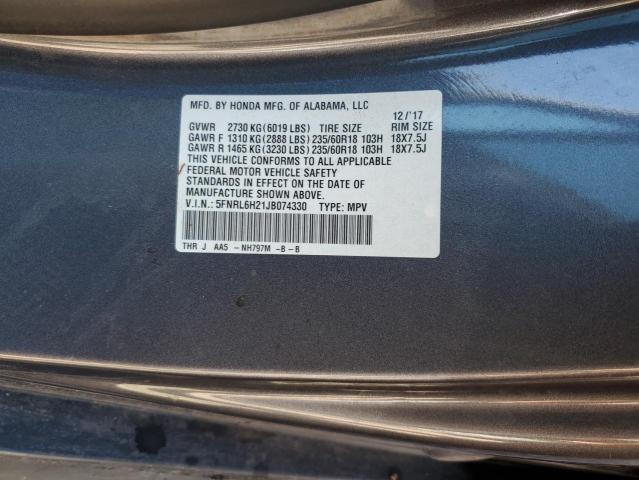 MFD. BY HONDA MFG. OF ALABAMA, LLC
12/'17
GVWR 2730 KG (6019 LBS) TIRE SIZE RIM SIZE
GAWR F 1310 KG (2888 LBS) 235/60R18 103H 18X7.5J
GAWR R 1465 KG (3230 LBS) 235/60R18 103H 18X7.5J
THIS VEHICLE CONFORMS TO ALL APPLICABLE
FEDERAL MOTOR VEHICLE SAFETY
STANDARDS IN EFFECT ON THE DATE OF
MANUFACTURE SHOWN ABOVE.
V.I.N.: 5FNRL6H21JB074330 TYPE: MPV
THR J AA5 -NH797M -B -B